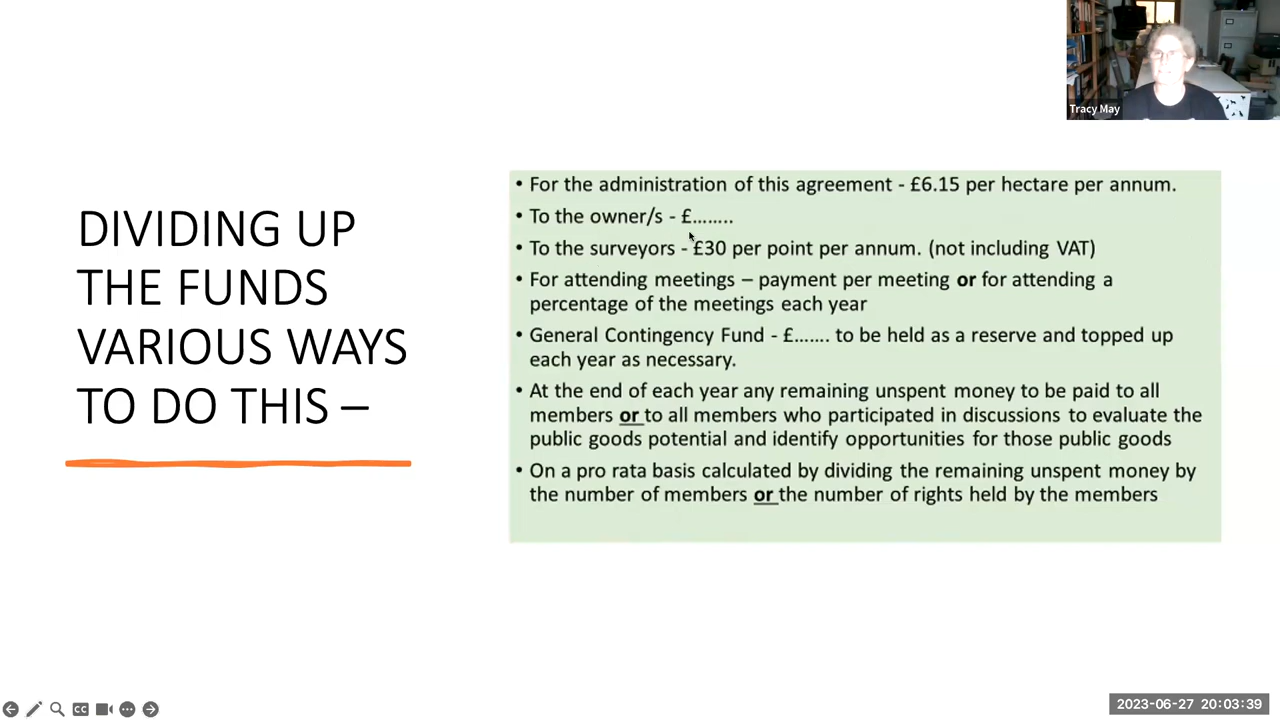 Tracy May
DIVIDING UP
THE FUNDS
VARIOUS WAYS
TO DO THIS –
• For the administration of this agreement - £6.15 per hectare per annum.
• To the owner/s - £........
• To the surveyors - £30 per point per annum. (not including VAT)
• For attending meetings – payment per meeting or for attending a
percentage of the meetings each year
• General Contingency Fund - £....... to be held as a reserve and topped up
each year as necessary.
• At the end of each year any remaining unspent money to be paid to all
members or to all members who participated in discussions to evaluate the
public goods potential and identify opportunities for those public goods
• On a pro rata basis calculated by dividing the remaining unspent money by
the number of members or the number of rights held by the members
CC
2023-06-27 20:03:39